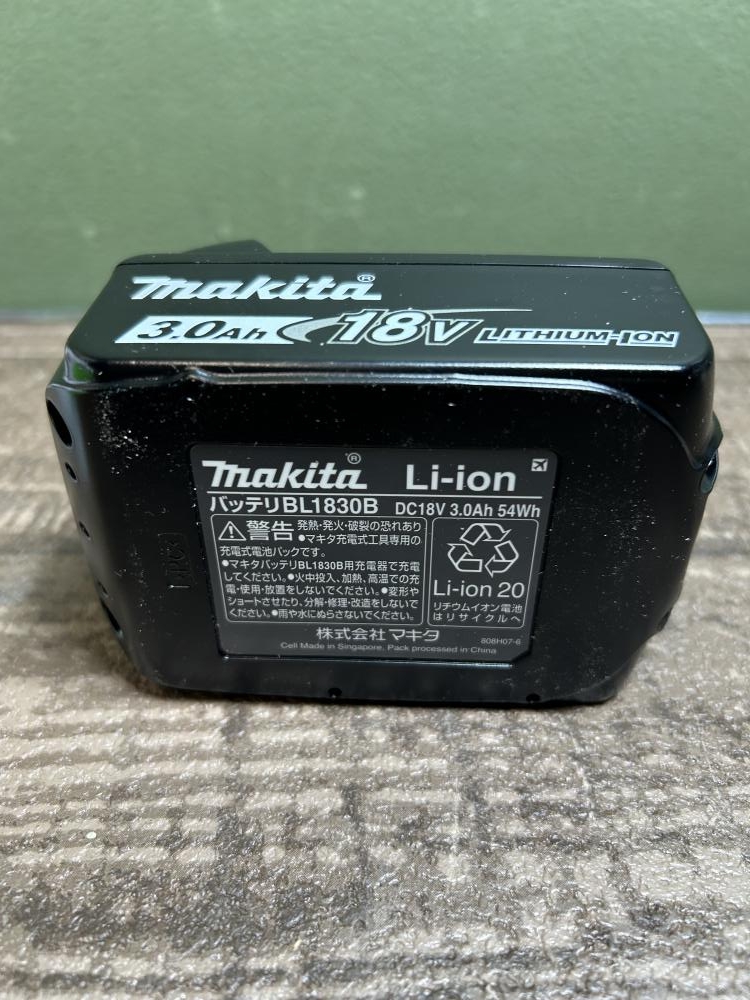 makita®
3.0Ah 18V LITHIUM-ION
makita® Li-ion
バッテリBL1830B DC18V 3.0Ah 54Wh
警告 発熱・発火・破裂の恐れあり
●マキタ充電式工具専用の
充電式電池パックです。
●マキタバッテリBL1830B用充電器で充電
してください。●火中投入、加熱、高温での充
電・使用・放置をしないでください。●変形や
ショートさせたり、分解・修理・改造をしないで
ください。●雨や水にぬらさないでください。
Li-ion 20
リチウムイオン電池
はリサイクルへ
株式会社マキタ
808H07-6
Cell Made in Singapore, Pack processed in China